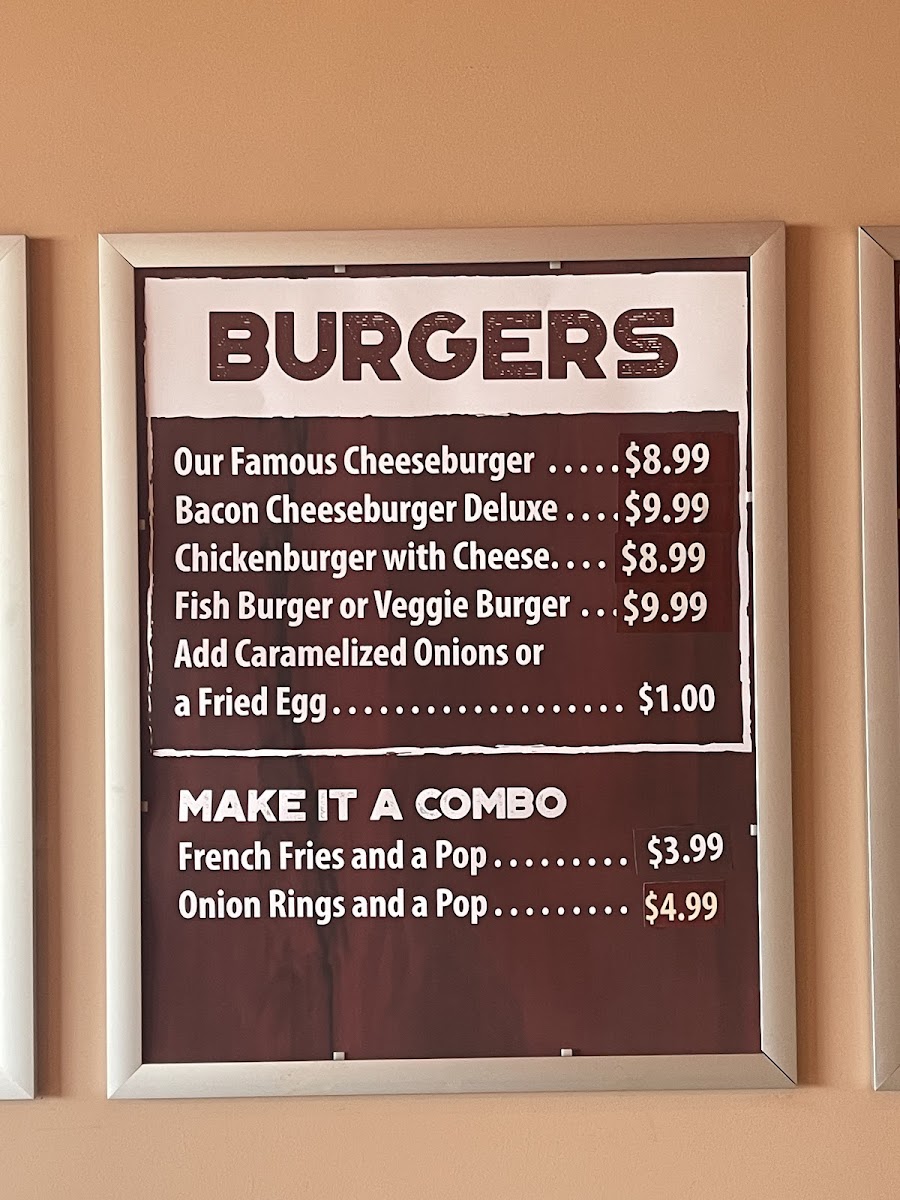 BURGERS
Our Famous Cheeseburger .....$8.99
Bacon Cheeseburger Deluxe ....$9.99
Chickenburger with Cheese.... $8.99
Fish Burger or Veggie Burger ...$9.99
Add Caramelized Onions or
a Fried Egg................... $1.00
MAKE IT A COMBO
French Fries and a Pop......... $3.99
Onion Rings and a Pop......... $4.99